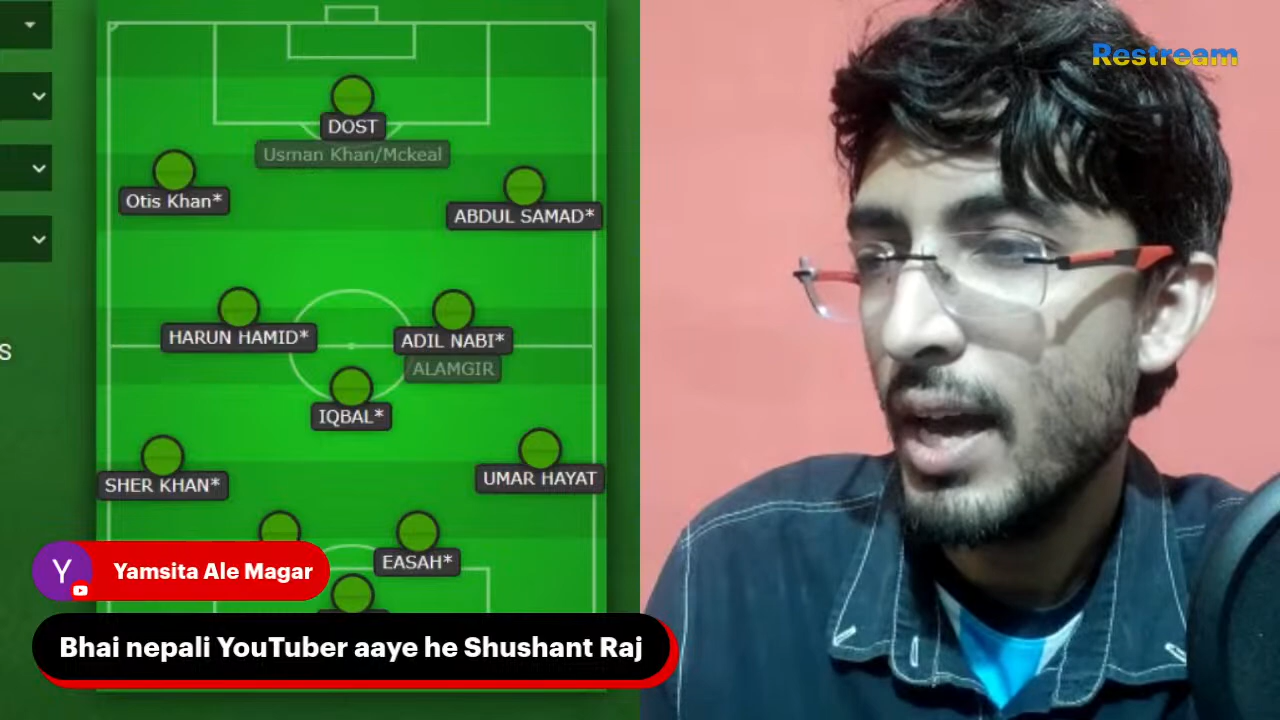 Restream
DOST
Usman Khan/Mckeal
Otis Khan*
ABDUL SAMAD*
HARUN HAMID*
ADIL NABI*
ALAMGIR
S
IQBAL*
SHER KHAN*
UMAR HAYAT
EASAH*
Y
Yamsita Ale Magar
Bhai nepali YouTuber aaye he Shushant Raj